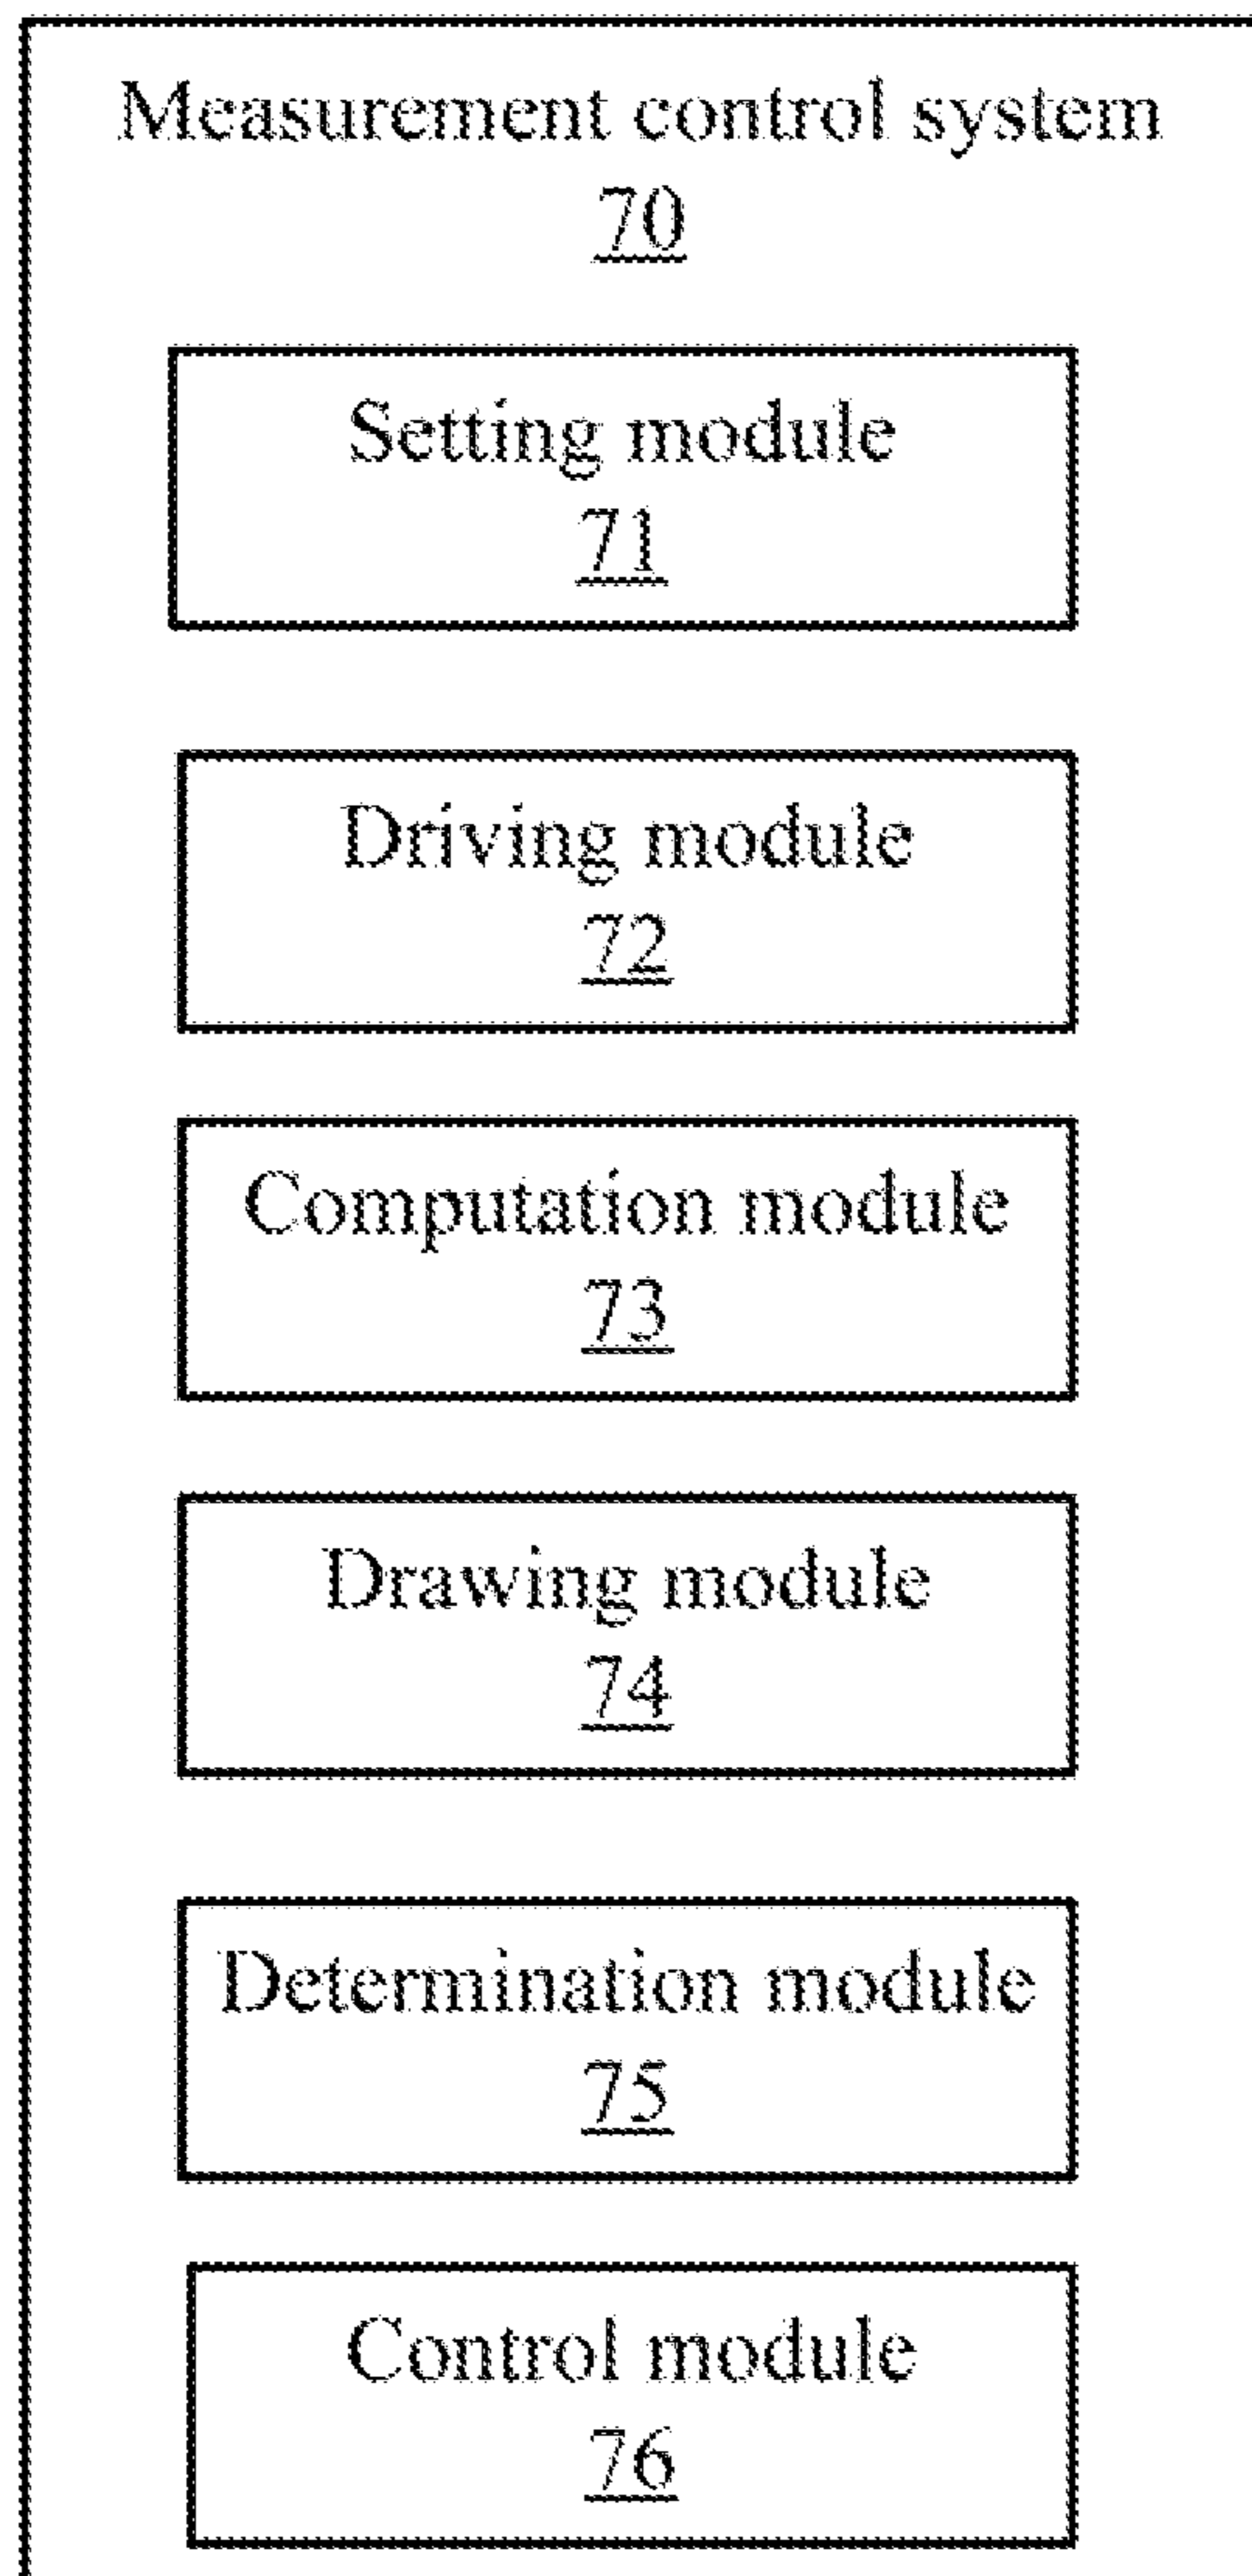 Measurement control system
70
Setting module
71
Driving module
72
Computation module
73
Drawing module
74
Determination module
75
Control module
76